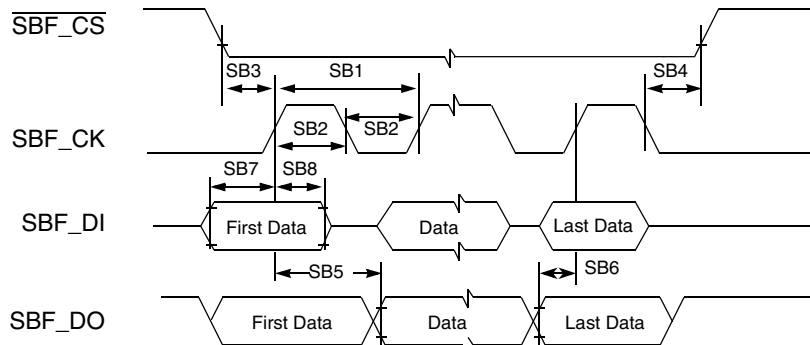 SBF_CS
SB3 SB1 SB4
SBF_CK
SB2 SB2
SB7 SB8
SBF_DI First Data Data Last Data
SB5 SB6
SBF_DO First Data Data Last Data